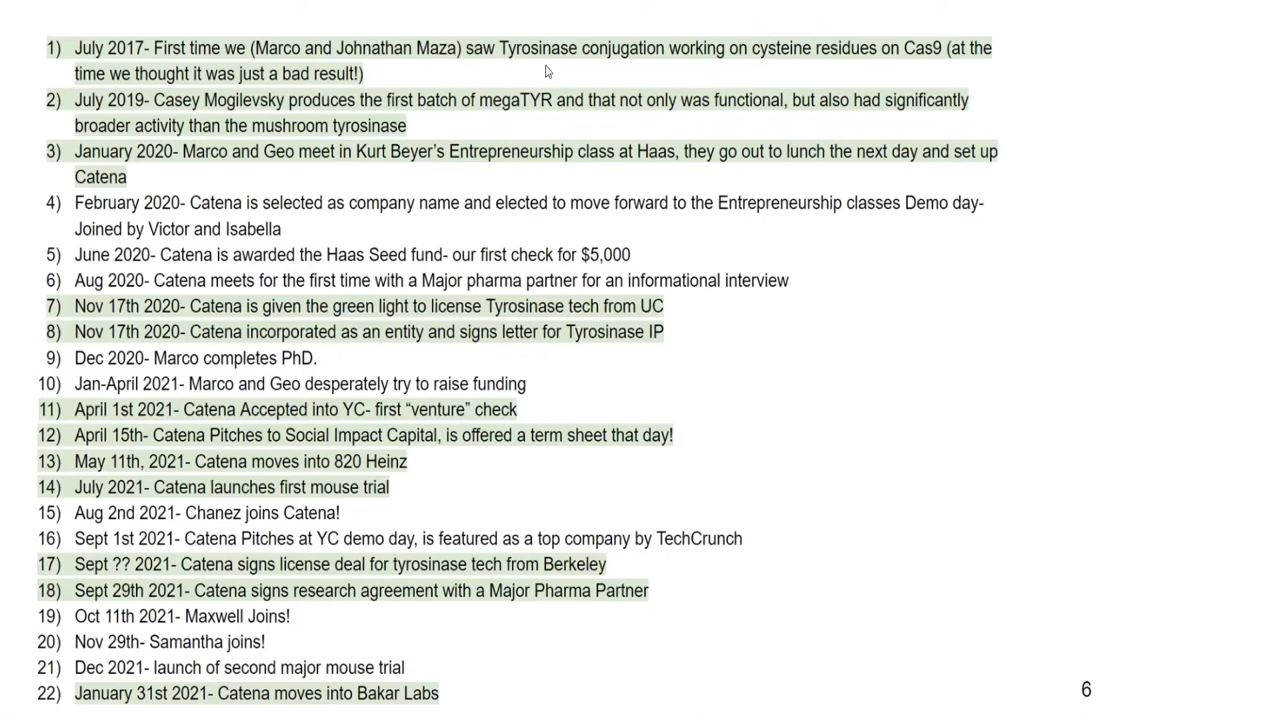 1) July 2017- First time we (Marco and Johnathan Maza) saw Tyrosinase conjugation working on cysteine residues on Cas9 (at the
time we thought it was just a bad result!)
2) July 2019- Casey Mogilevsky produces the first batch of megaTYR and that not only was functional, but also had significantly
broader activity than the mushroom tyrosinase
3) January 2020- Marco and Geo meet in Kurt Beyer’s Entrepreneurship class at Haas, they go out to lunch the next day and set up
Catena
4) February 2020- Catena is selected as company name and elected to move forward to the Entrepreneurship classes Demo day-
Joined by Victor and Isabella
5) June 2020- Catena is awarded the Haas Seed fund- our first check for $5,000
6) Aug 2020- Catena meets for the first time with a Major pharma partner for an informational interview
7) Nov 17th 2020- Catena is given the green light to license Tyrosinase tech from UC
8) Nov 17th 2020- Catena incorporated as an entity and signs letter for Tyrosinase IP
9) Dec 2020- Marco completes PhD.
10) Jan-April 2021- Marco and Geo desperately try to raise funding
11) April 1st 2021- Catena Accepted into YC- first “venture” check
12) April 15th- Catena Pitches to Social Impact Capital, is offered a term sheet that day!
13) May 11th, 2021- Catena moves into 820 Heinz
14) July 2021- Catena launches first mouse trial
15) Aug 2nd 2021- Chanez joins Catena!
16) Sept 1st 2021- Catena Pitches at YC demo day, is featured as a top company by TechCrunch
17) Sept ?? 2021- Catena signs license deal for tyrosinase tech from Berkeley
18) Sept 29th 2021- Catena signs research agreement with a Major Pharma Partner
19) Oct 11th 2021- Maxwell Joins!
20) Nov 29th- Samantha joins!
21) Dec 2021- launch of second major mouse trial
22) January 31st 2021- Catena moves into Bakar Labs
6